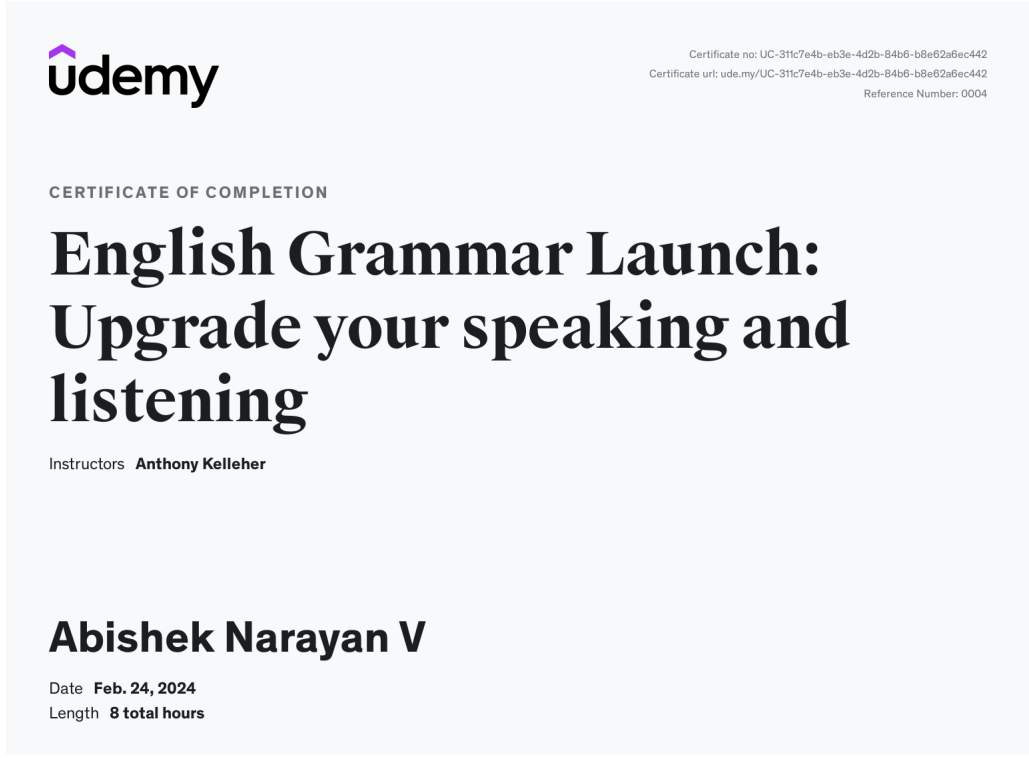 udemy
Certificate no: UC-311c7e4b-eb3e-4d2b-84b6-b8e62a6ec442
Certificate url: ude.my/UC-311c7e4b-eb3e-4d2b-84b6-b8e62a6ec442
Reference Number: 0004
CERTIFICATE OF COMPLETION
English Grammar Launch:
Upgrade your speaking and
listening
Instructors Anthony Kelleher
Abishek Narayan V
Date Feb. 24, 2024
Length 8 total hours